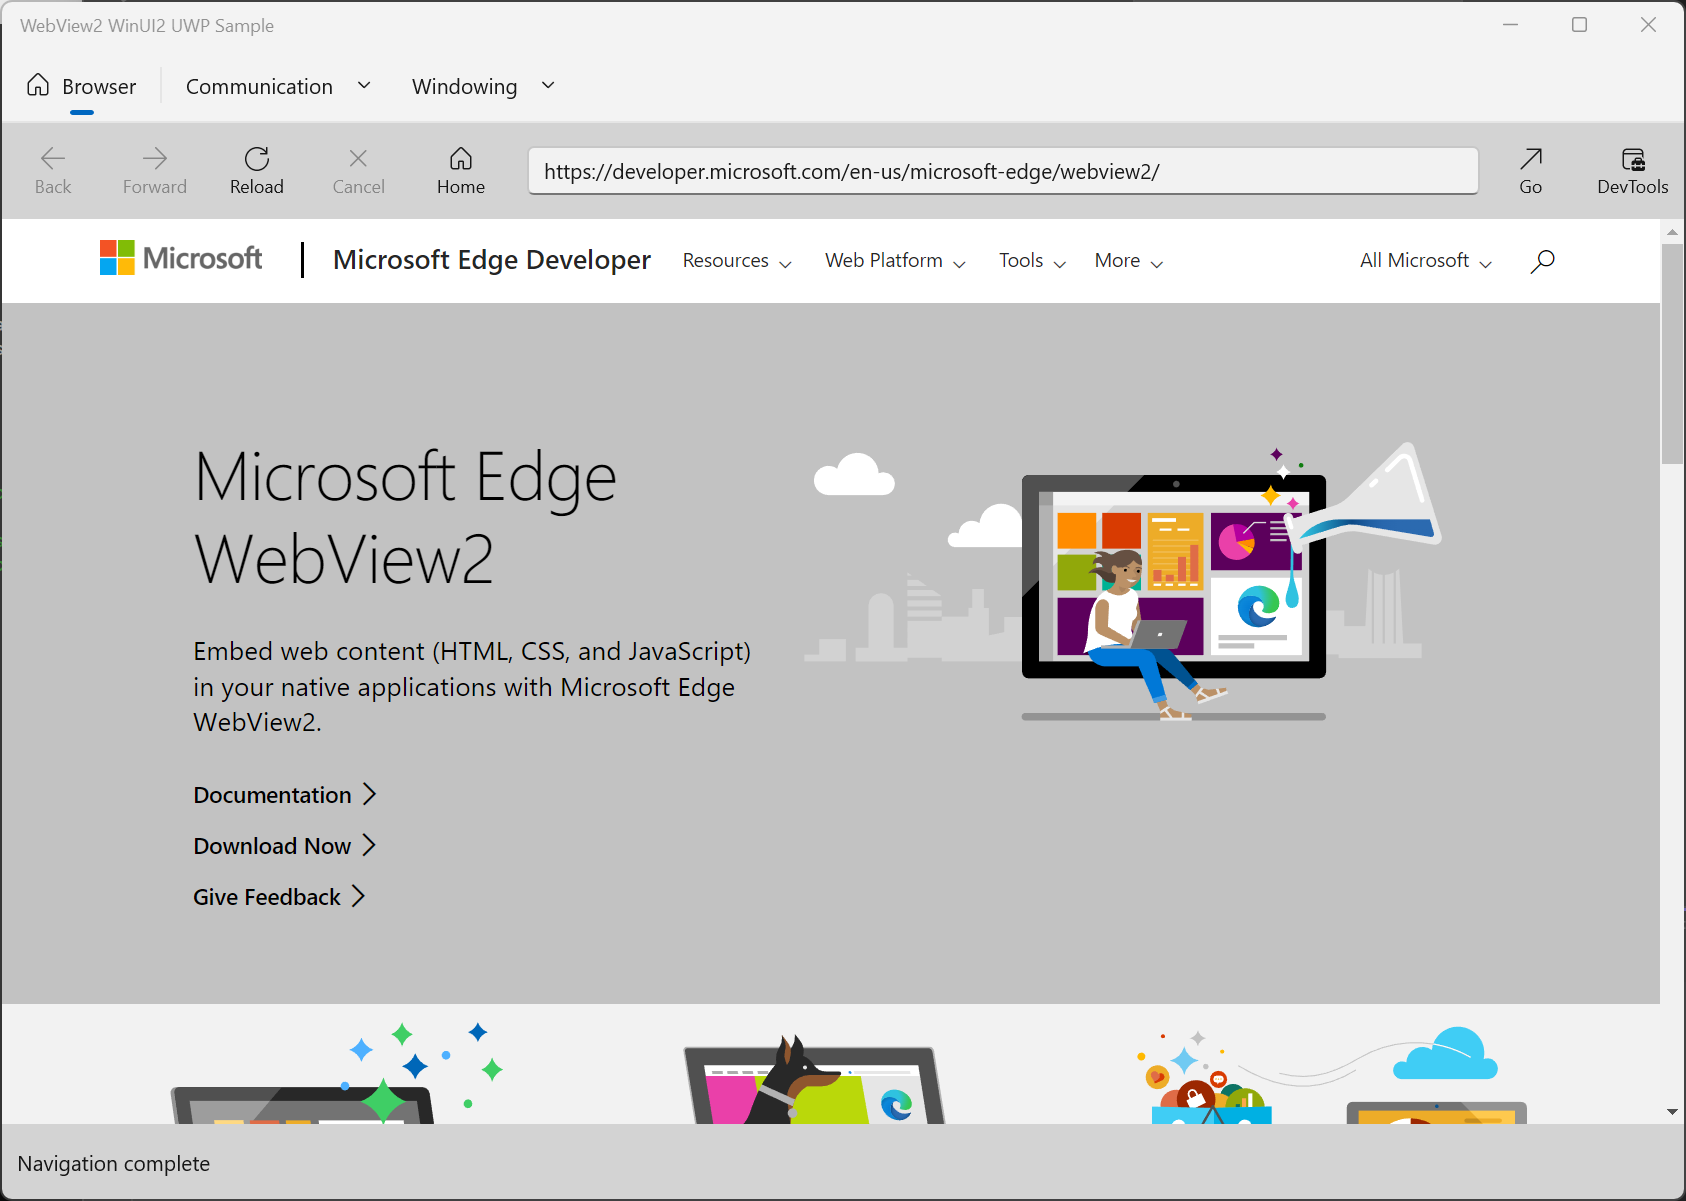 WebView2 WinUI2 UWP Sample
Browser
Communication
Windowing
Back
Forward
Reload
Cancel
Home
https://developer.microsoft.com/en-us/microsoft-edge/webview2/
Go
DevTools
Microsoft
Microsoft Edge Developer
Resources
Web Platform
Tools
More
All Microsoft
Microsoft Edge
WebView2
Embed web content (HTML, CSS, and JavaScript)
in your native applications with Microsoft Edge
WebView2.
Documentation
Download Now
Give Feedback
Navigation complete